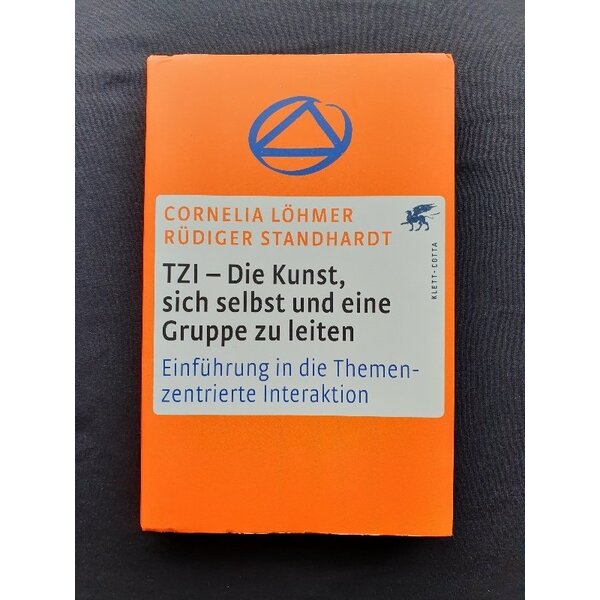 CORNELIA LÖHMER
RÜDIGER STANDHARDT
TZI – Die Kunst,
sich selbst und eine
Gruppe zu leiten
Einführung in die Themen-
zentrierte Interaktion
KLETT-COTTA